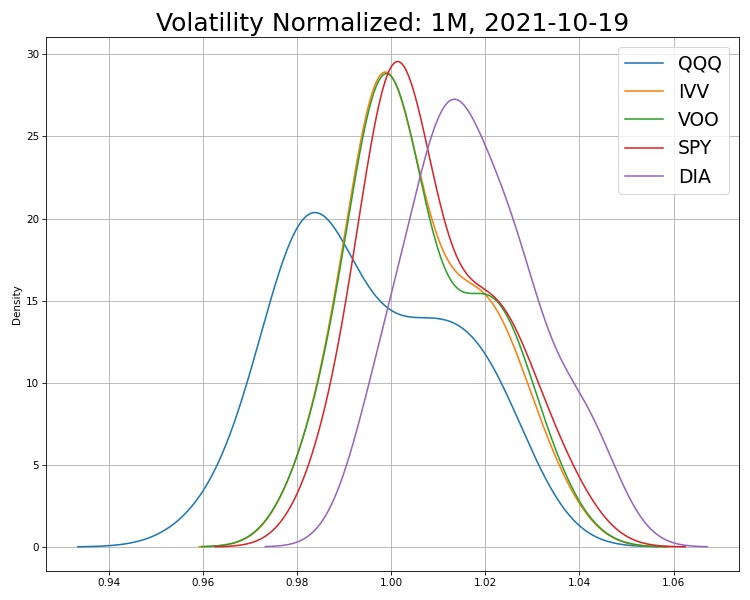 Volatility Normalized: 1M, 2021-10-19
QQQ
IVV
VOO
SPY
DIA
Density
30
25
20
15
10
5
0
0.94 0.96 0.98 1.00 1.02 1.04 1.06